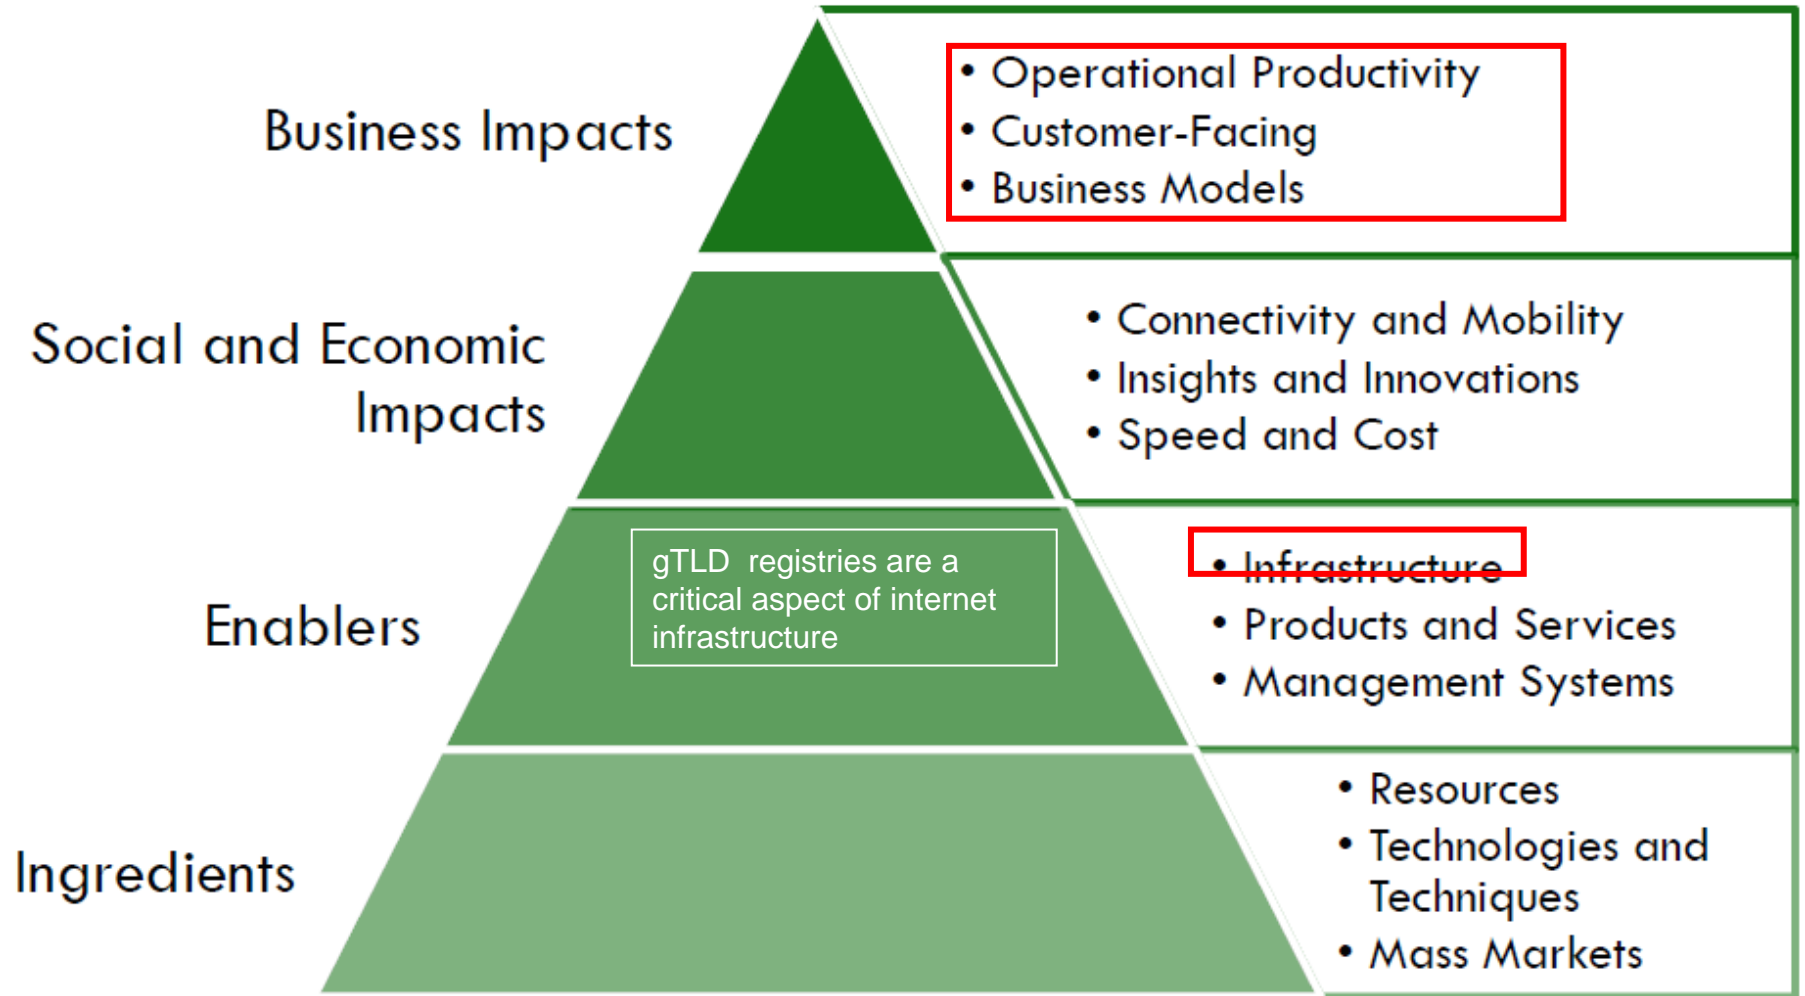 Business Impacts
• Operational Productivity
• Customer-Facing
• Business Models
Social and Economic
Impacts
• Connectivity and Mobility
• Insights and Innovations
• Speed and Cost
Enablers
gTLD  registries are a
critical aspect of internet
infrastructure
• Infrastructure
• Products and Services
• Management Systems
Ingredients
• Resources
• Technologies and
Techniques
• Mass Markets